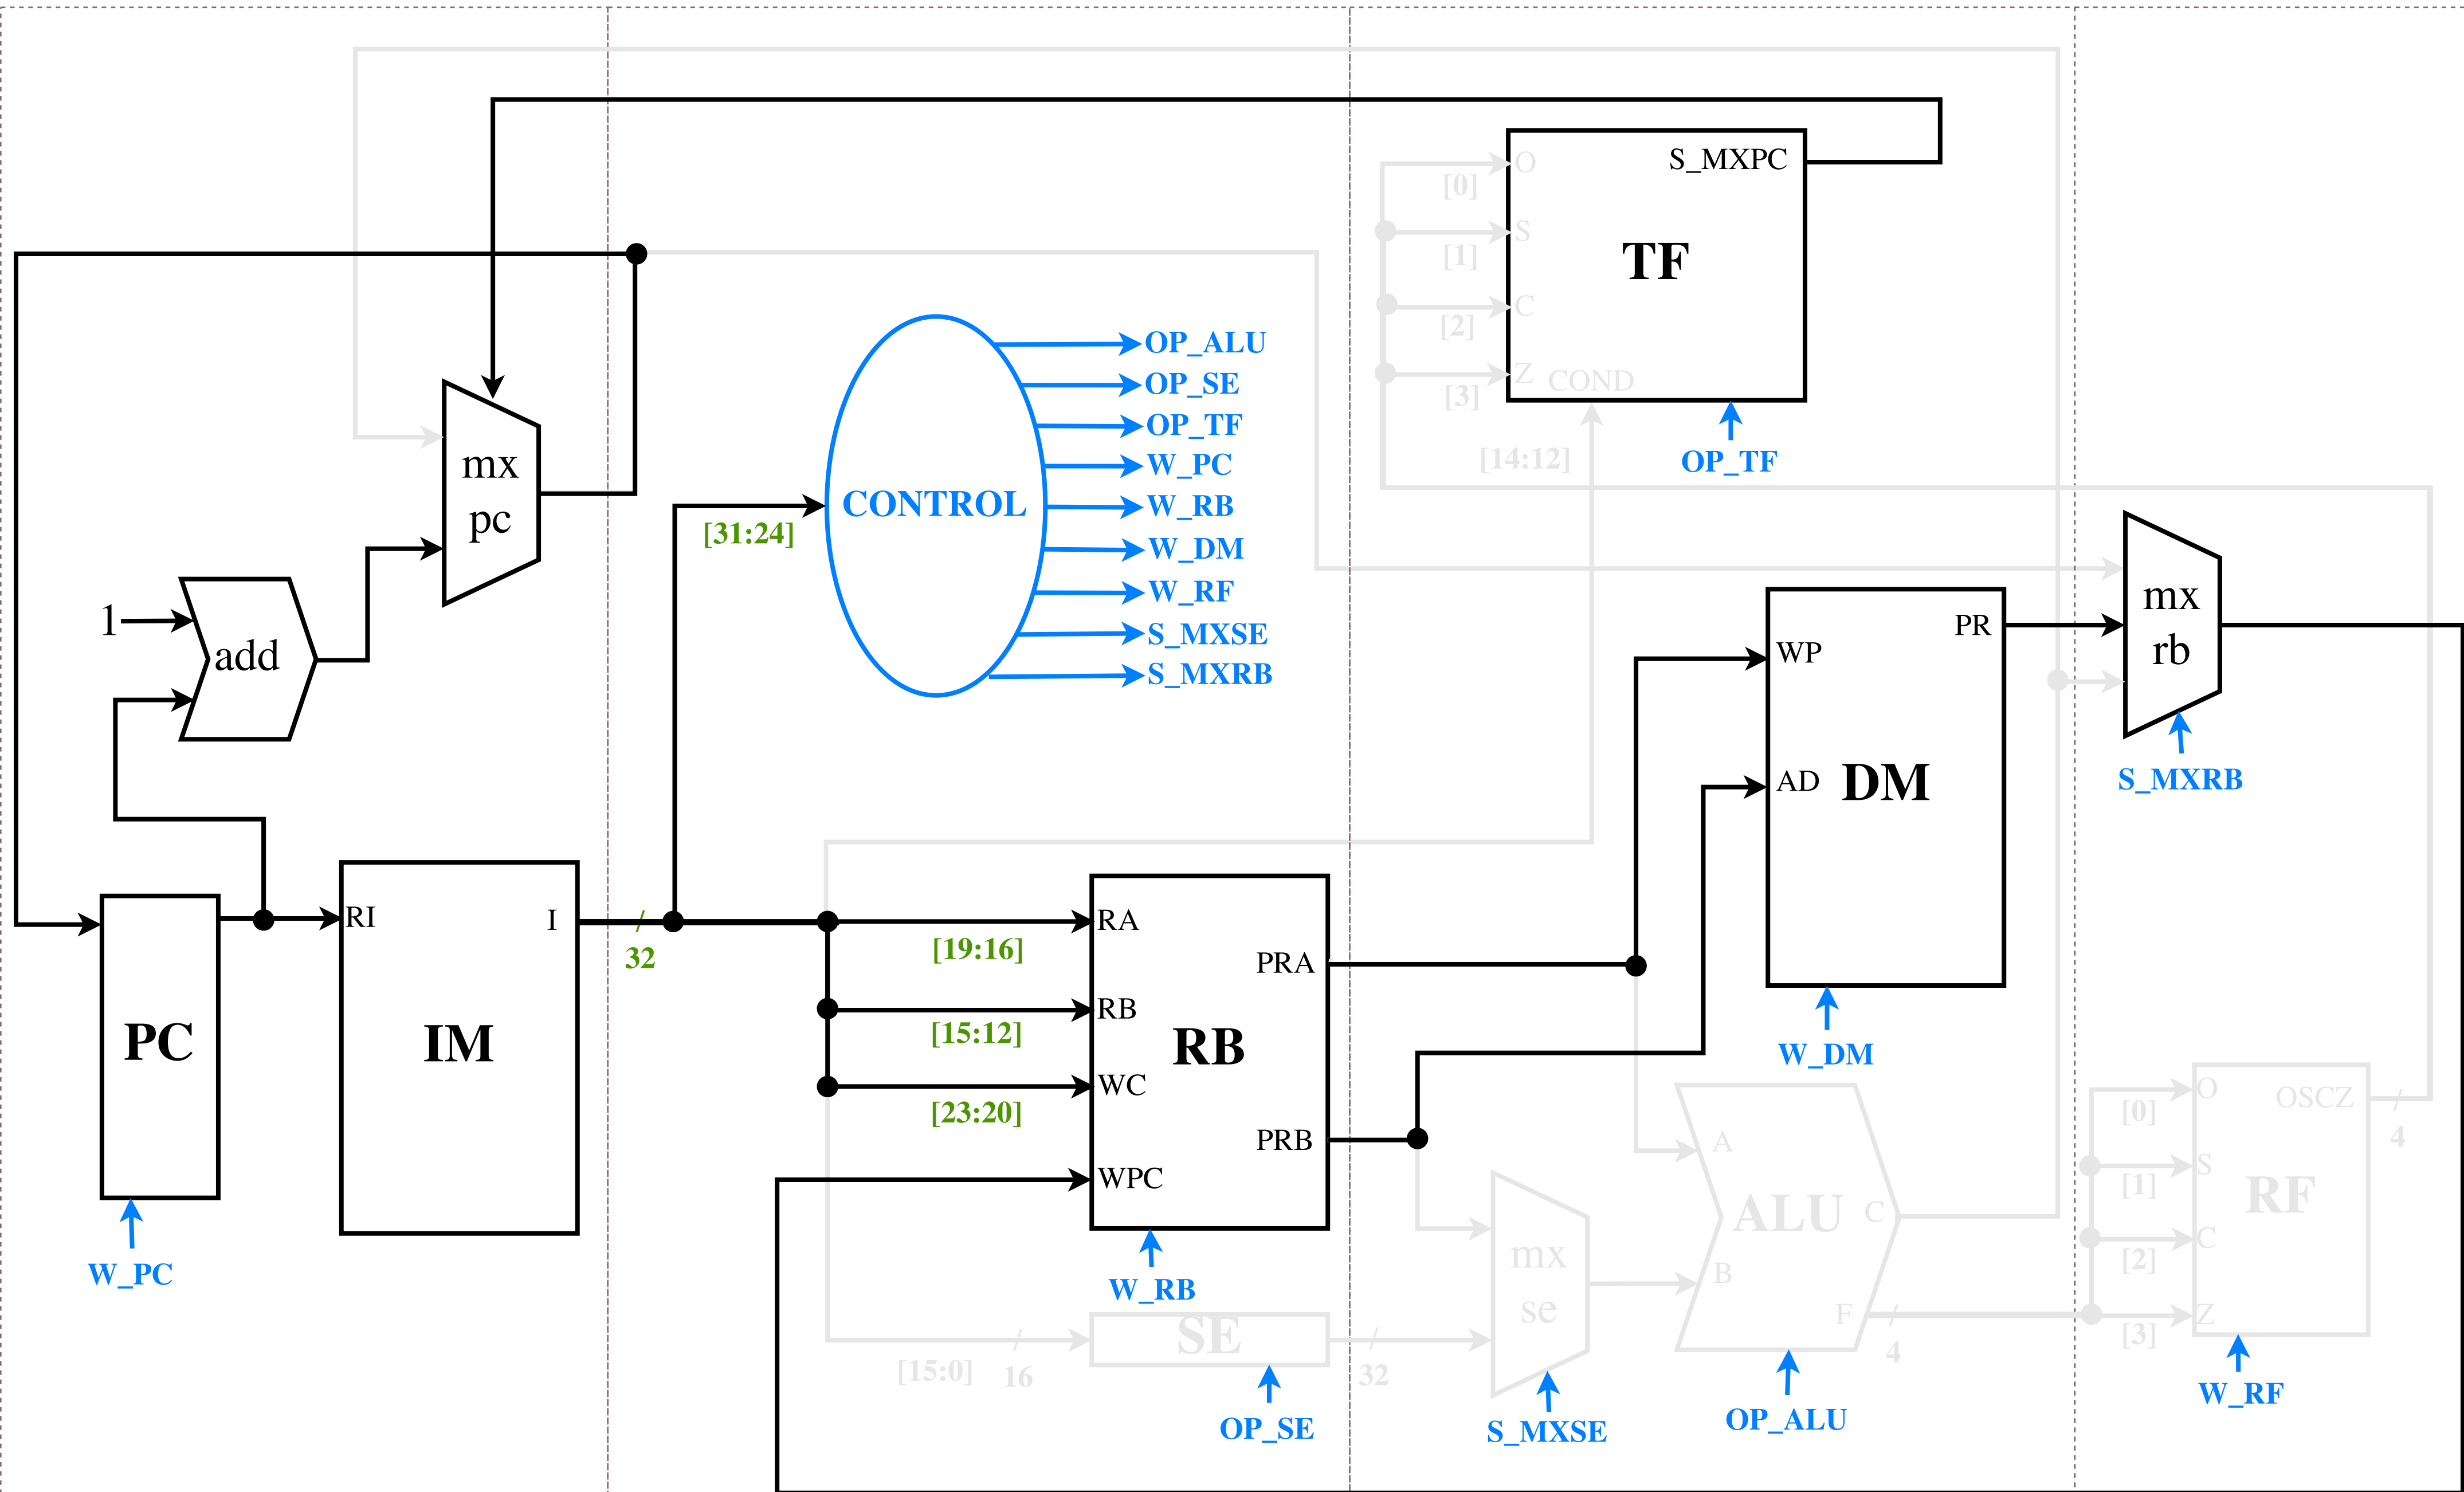 S_MXPC
O
[0]
S
[1]
TF
C
[2]
Z
COND
[3]
[14:12]
OP_TF
OP_ALU
OP_SE
OP_TF
W_PC
W_RB
W_DM
W_RF
S_MXSE
S_MXRB
CONTROL
[31:24]
mx
pc
1
add
mx
rb
S_MXRB
WP
PR
AD
DM
W_DM
PC
W_PC
RI
I
IM
32
RA
[19:16]
RB
[15:12]
WC
[23:20]
WPC
PRA
PRB
RB
W_RB
[15:0]
16
SE
OP_SE
32
mx
se
S_MXSE
A
B
ALU
C
F
4
OP_ALU
O
[0]
S
[1]
C
[2]
Z
[3]
OSCZ
4
RF
W_RF